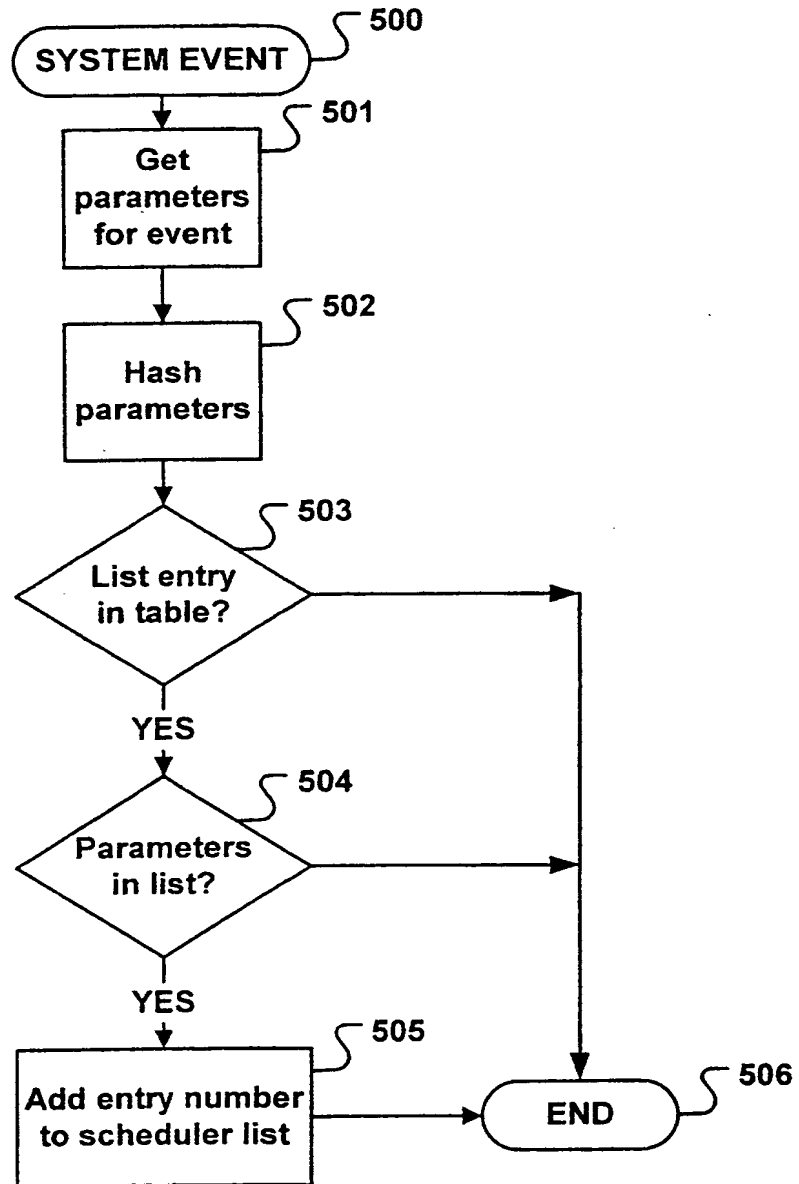 500
SYSTEM EVENT
501
Get
parameters
for event
502
Hash
parameters
503
List entry
in table?
YES
504
Parameters
in list?
YES
505
Add entry number
to scheduler list
506
END